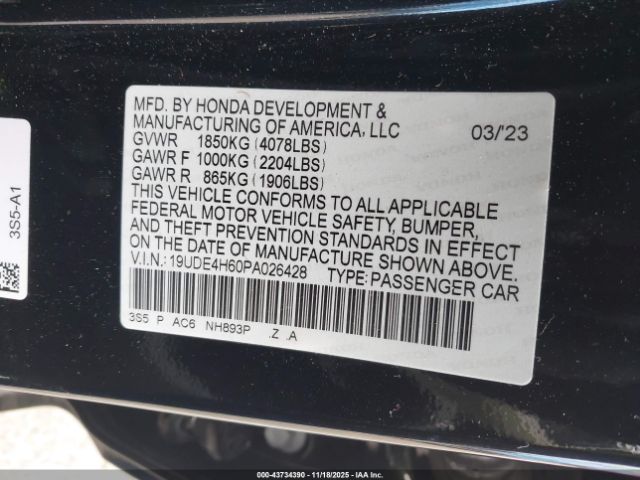 MFD. BY HONDA DEVELOPMENT &
MANUFACTURING OF AMERICA, LLC 03/'23
GVWR 1850KG (4078LBS)
GAWR F 1000KG (2204LBS)
GAWR R 865KG (1906LBS)
THIS VEHICLE CONFORMS TO ALL APPLICABLE
FEDERAL MOTOR VEHICLE SAFETY, BUMPER,
AND THEFT PREVENTION STANDARDS IN EFFECT
ON THE DATE OF MANUFACTURE SHOWN ABOVE.
V.I.N.: 19UDE4H60PA026428 TYPE: PASSENGER CAR
3S5 P AC6 NH893P .Z .A
3S5-A1
000-43734390 - 11/18/2025 - IAAI.COM